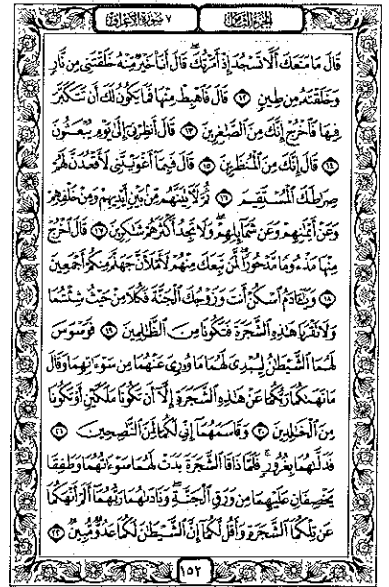 الجزء الثامن ٧ سورة الأعراف
قَالَ مَا مَنَعَكَ أَلَّا تَسْجُدَ إِذْ أَمَرْتُكَ ۖ قَالَ أَنَا۠ خَيْرٌ مِّنْهُ خَلَقْتَنِى مِن نَّارٍ
وَخَلَقْتَهُۥ مِن طِينٍ ١٢ قَالَ فَٱهْبِطْ مِنْهَا فَمَا يَكُونُ لَكَ أَن تَتَكَبَّرَ
فِيهَا فَٱخْرُجْ إِنَّكَ مِنَ ٱلصَّٰغِرِينَ ١٣ قَالَ أَنظِرْنِىٓ إِلَىٰ يَوْمِ يُبْعَثُونَ
١٤ قَالَ إِنَّكَ مِنَ ٱلْمُنظَرِينَ ١٥ قَالَ فَبِمَآ أَغْوَيْتَنِى لَأَقْعُدَنَّ لَهُمْ
صِرَٰطَكَ ٱلْمُسْتَقِيمَ ١٦ ثُمَّ لَءَاتِيَنَّهُم مِّنۢ بَيْنِ أَيْدِيهِمْ وَمِنْ خَلْفِهِمْ
وَعَنْ أَيْمَٰنِهِمْ وَعَن شَمَآئِلِهِمْ ۖ وَلَا تَجِدُ أَكْثَرَهُمْ شَٰكِرِينَ ١٧ قَالَ ٱخْرُجْ
مِنْهَا مَذْءُومًا مَّدْحُورًا ۖ لَّمَن تَبِعَكَ مِنْهُمْ لَأَمْلَأَنَّ جَهَنَّمَ مِنكُمْ أَجْمَعِينَ
١٨ وَيَٰٓـَٔادَمُ ٱسْكُنْ أَنتَ وَزَوْجُكَ ٱلْجَنَّةَ فَكُلَا مِنْ حَيْثُ شِئْتُمَا
وَلَا تَقْرَبَا هَٰذِهِ ٱلشَّجَرَةَ فَتَكُونَا مِنَ ٱلظَّٰلِمِينَ ١٩ فَوَسْوَسَ
لَهُمَا ٱلشَّيْطَٰنُ لِيُبْدِىَ لَهُمَا مَا وُۥرِىَ عَنْهُمَا مِن سَوْءَٰتِهِمَا وَقَالَ
مَا نَهَىٰكُمَا رَبُّكُمَا عَنْ هَٰذِهِ ٱلشَّجَرَةِ إِلَّآ أَن تَكُونَا مَلَكَيْنِ أَوْ تَكُونَا
مِنَ ٱلْخَٰلِدِينَ ٢٠ وَقَاسَمَهُمَآ إِنِّى لَكُمَا لَمِنَ ٱلنَّٰصِحِينَ ٢١
فَدَلَّىٰهُمَا بِغُرُورٍ ۚ فَلَمَّا ذَاقَا ٱلشَّجَرَةَ بَدَتْ لَهُمَا سَوْءَٰتُهُمَا وَطَفِقَا
يَخْصِفَانِ عَلَيْهِمَا مِن وَرَقِ ٱلْجَنَّةِ ۖ وَنَادَىٰهُمَا رَبُّهُمَآ أَلَمْ أَنْهَكُمَا
عَن تِلْكُمَا ٱلشَّجَرَةِ وَأَقُل لَّكُمَآ إِنَّ ٱلشَّيْطَٰنَ لَكُمَا عَدُوٌّ مُّبِينٌ ٢٢
١٥٢